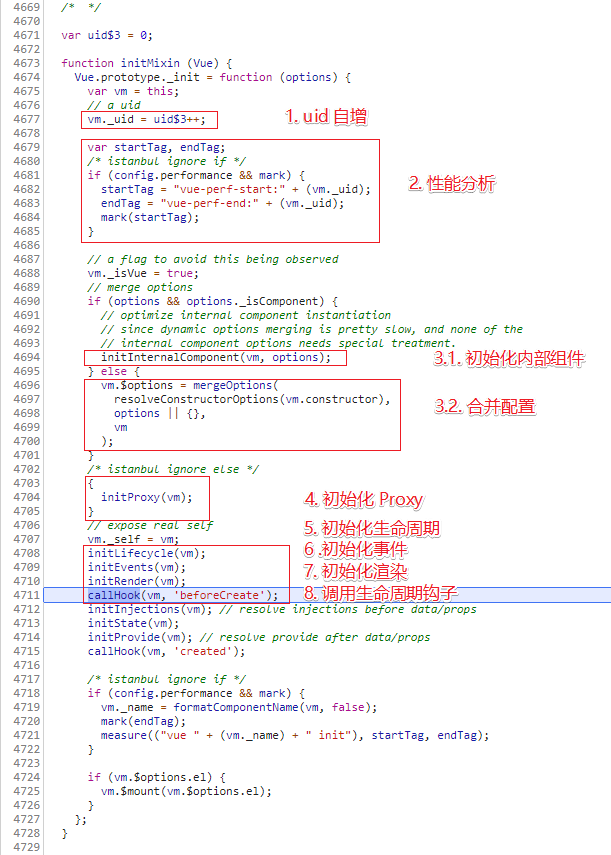 4669 /*  */
4670
4671 var uid$3 = 0;
4672
4673 function initMixin (Vue) {
4674   Vue.prototype._init = function (options) {
4675     var vm = this;
4676     // a uid
4677     vm._uid = uid$3++; 1. uid 自增
4678
4679     var startTag, endTag;
4680     /* istanbul ignore if */
4681     if (config.performance && mark) { 2. 性能分析
4682       startTag = "vue-perf-start:" + (vm._uid);
4683       endTag = "vue-perf-end:" + (vm._uid);
4684       mark(startTag);
4685     }
4686
4687     // a flag to avoid this being observed
4688     vm._isVue = true;
4689     // merge options
4690     if (options && options._isComponent) {
4691       // optimize internal component instantiation
4692       // since dynamic options merging is pretty slow, and none of the
4693       // internal component options needs special treatment.
4694       initInternalComponent(vm, options); 3.1. 初始化内部组件
4695     } else {
4696       vm.$options = mergeOptions(
4697         resolveConstructorOptions(vm.constructor), 3.2. 合并配置
4698         options || {},
4699         vm
4700       );
4701     }
4702     /* istanbul ignore else */
4703     {
4704       initProxy(vm); 4. 初始化 Proxy
4705     }
4706     // expose real self 5. 初始化生命周期
4707     vm._self = vm;
4708     initLifecycle(vm); 6 .初始化事件
4709     initEvents(vm); 7. 初始化渲染
4710     initRender(vm);
4711     callHook(vm, 'beforeCreate'); 8. 调用生命周期钩子
4712     initInjections(vm); // resolve injections before data/props
4713     initState(vm);
4714     initProvide(vm); // resolve provide after data/props
4715     callHook(vm, 'created');
4716
4717     /* istanbul ignore if */
4718     if (config.performance && mark) {
4719       vm._name = formatComponentName(vm, false);
4720       mark(endTag);
4721       measure(("vue " + (vm._name) + " init"), startTag, endTag);
4722     }
4723
4724     if (vm.$options.el) {
4725       vm.$mount(vm.$options.el);
4726     }
4727   };
4728 }
4729